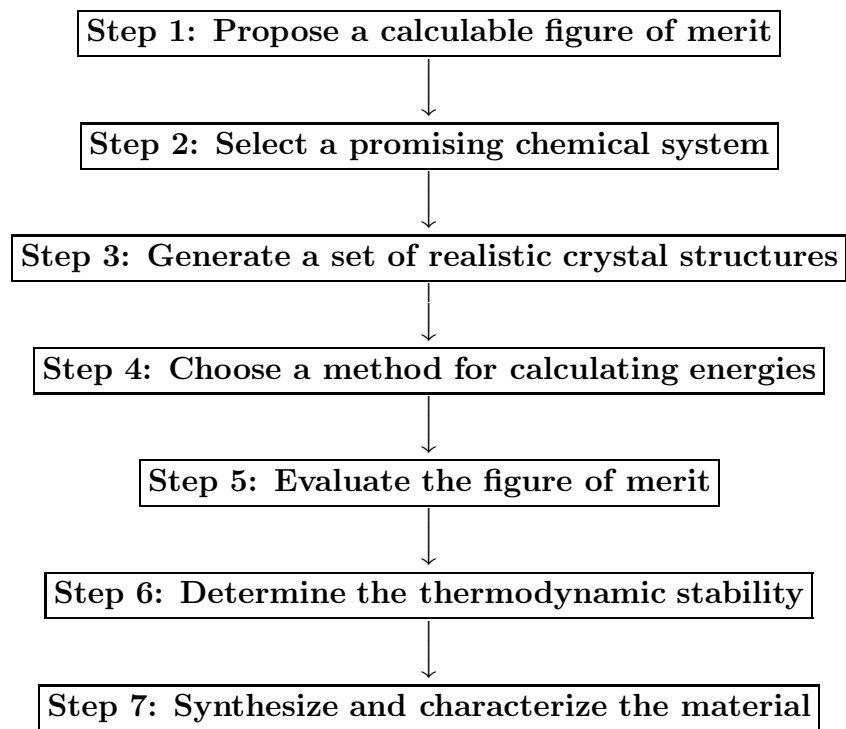 Step 1: Propose a calculable figure of merit
Step 2: Select a promising chemical system
Step 3: Generate a set of realistic crystal structures
Step 4: Choose a method for calculating energies
Step 5: Evaluate the figure of merit
Step 6: Determine the thermodynamic stability
Step 7: Synthesize and characterize the material